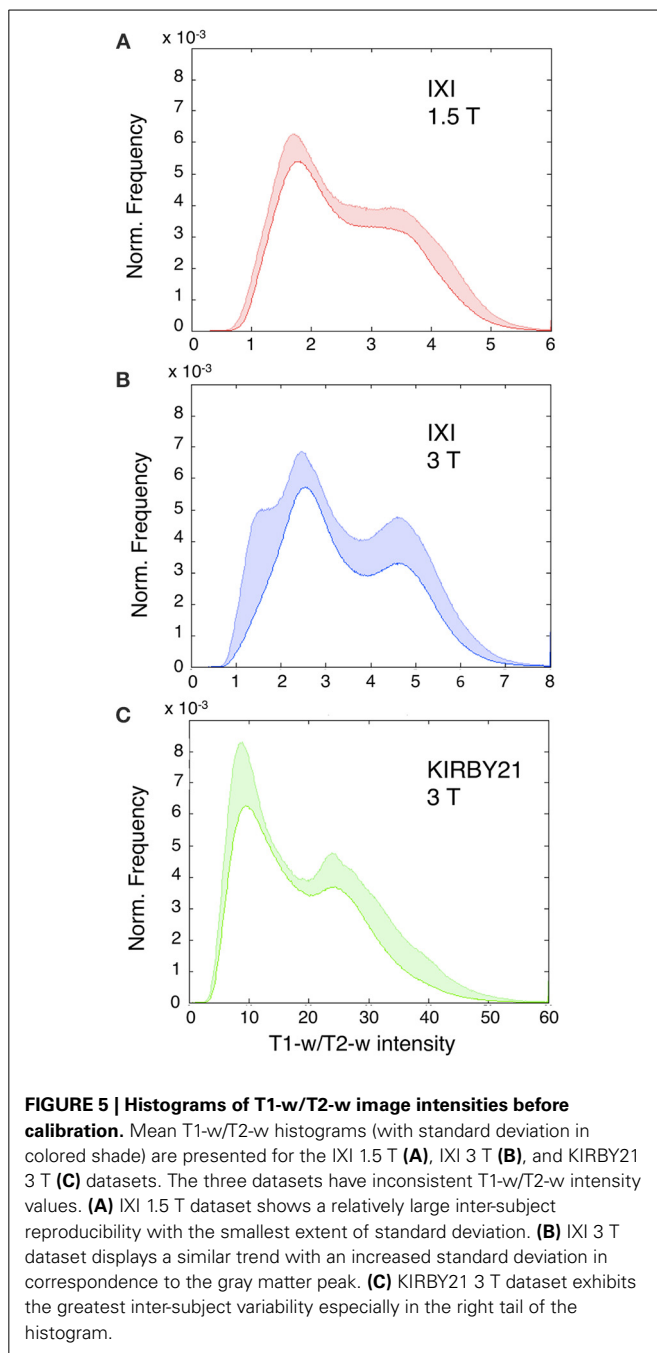 A
x 10-3
IXI
1.5 T
Norm. Frequency
8
7
6
5
4
3
2
1
0
0 1 2 3 4 5 6
B
x 10-3
IXI
3 T
Norm. Frequency
8
7
6
5
4
3
2
1
0
0 1 2 3 4 5 6 7 8
C
x 10-3
KIRBY21
3 T
Norm. Frequency
8
7
6
5
4
3
2
1
0
0 10 20 30 40 50 60
T1-w/T2-w intensity
FIGURE 5 | Histograms of T1-w/T2-w image intensities before
calibration. Mean T1-w/T2-w histograms (with standard deviation in
colored shade) are presented for the IXI 1.5 T (A), IXI 3 T (B), and KIRBY21
3 T (C) datasets. The three datasets have inconsistent T1-w/T2-w intensity
values. (A) IXI 1.5 T dataset shows a relatively large inter-subject
reproducibility with the smallest extent of standard deviation. (B) IXI 3 T
dataset displays a similar trend with an increased standard deviation in
correspondence to the gray matter peak. (C) KIRBY21 3 T dataset exhibits
the greatest inter-subject variability especially in the right tail of the
histogram.